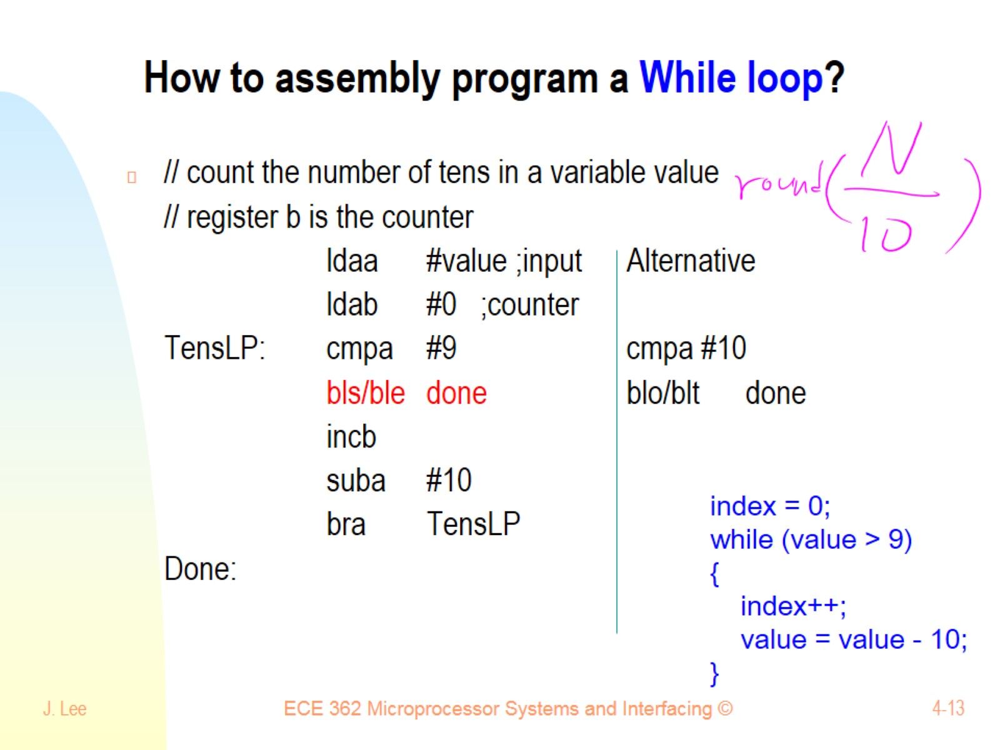 How to assembly program a While loop?
// count the number of tens in a variable value round(N/10)
// register b is the counter
ldaa #value ;input Alternative
ldab #0 ;counter
TensLP: cmpa #9 cmpa #10
bls/ble done blo/blt done
incb
suba #10
bra TensLP
Done:
index = 0;
while (value > 9)
{
index++;
value = value - 10;
}
J. Lee ECE 362 Microprocessor Systems and Interfacing © 4-13